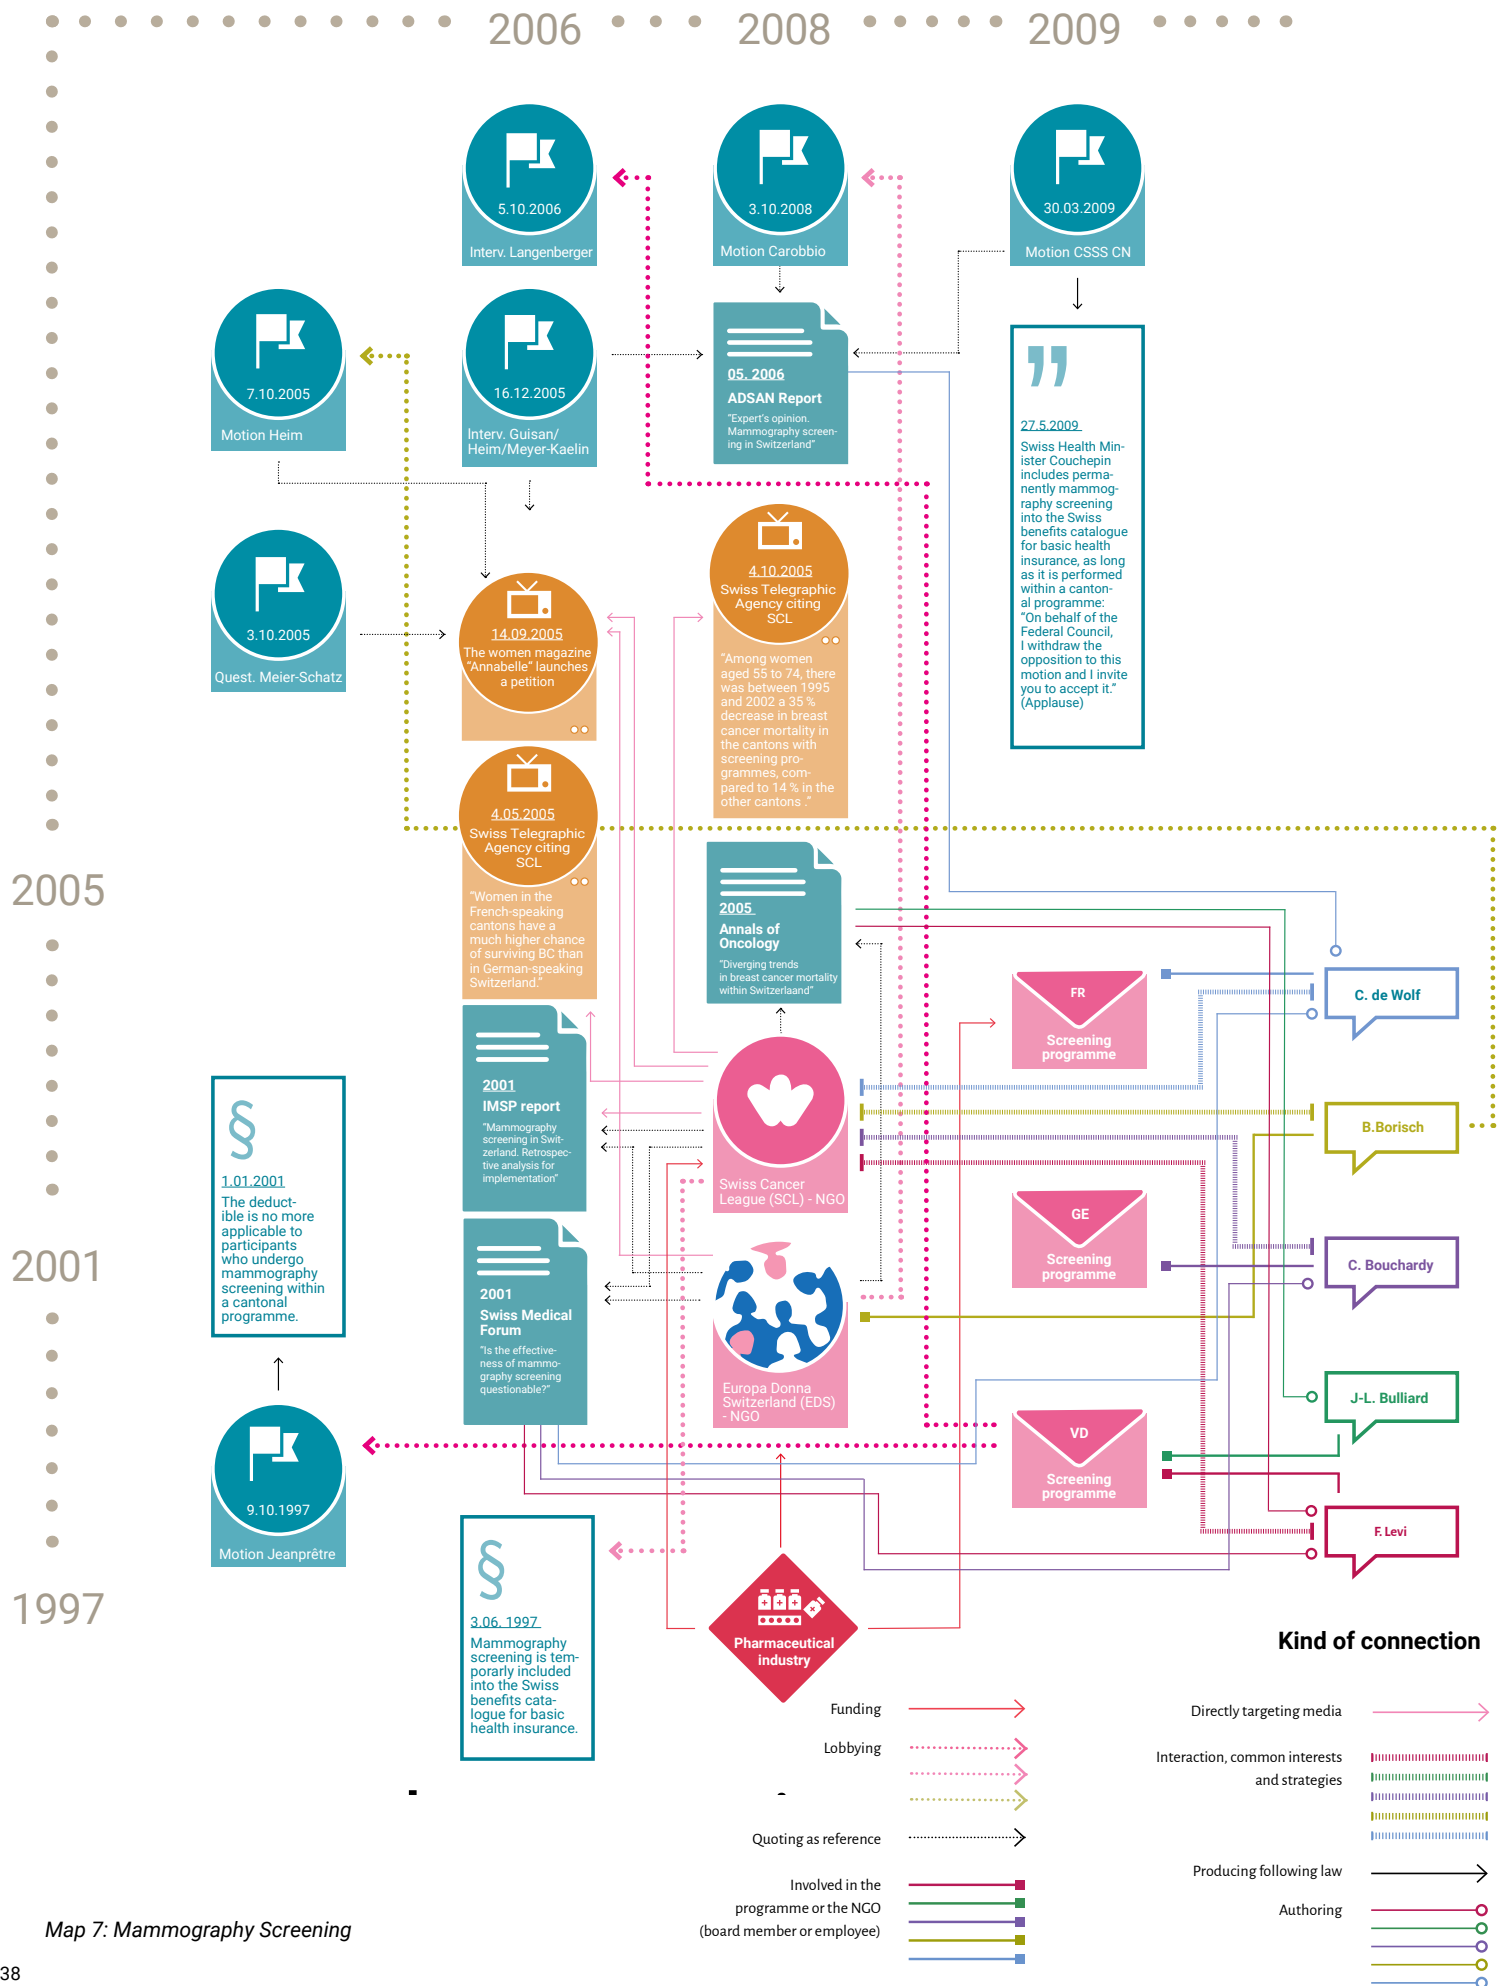 2006
2008
2009
5.10.2006
Interv. Langenberger
3.10.2008
Motion Carobbio
30.03.2009
Motion CSSS CN
7.10.2005
Motion Heim
16.12.2005
Interv. Guisan/
Heim/Meyer-Kaelin
05. 2006
ADSAN Report
"Expert's opinion.
Mammography screen-
ing in Switzerland"
27.5.2009
Swiss Health Min-
ister Couchepin
includes perma-
nently mammog-
raphy screening
into the Swiss
benefits catalogue
for basic health
insurance, as long
as it is performed
within a canton-
al programme:
“On behalf of the
Federal Council,
I withdraw the
opposition to this
motion and I invite
you to accept it.”
(Applause)
3.10.2005
Quest. Meier-Schatz
14.09.2005
The women magazine
“Annabelle” launches
a petition
4.10.2005
Swiss Telegraphic
Agency citing
SCL
“Among women
aged 55 to 74, there
was between 1995
and 2002 a 35 %
decrease in breast
cancer mortality in
the cantons with
screening pro-
grammes, com-
pared to 14 % in the
other cantons .”
4.05.2005
Swiss Telegraphic
Agency citing
SCL
“Women in the
French-speaking
cantons have a
much higher chance
of surviving BC than
in German-speaking
Switzerland.”
2005
2005
Annals of
Oncology
"Diverging trends
in breast cancer mortality
within Switzerlaand"
FR
Screening
programme
C. de Wolf
2001
IMSP report
"Mammography
screening in Swit-
zerland. Retrospec-
tive analysis for
implementation"
Swiss Cancer
League (SCL) - NGO
B.Borisch
§
1.01.2001
The deduct-
ible is no more
applicable to
participants
who undergo
mammography
screening within
a cantonal
programme.
GE
Screening
programme
C. Bouchardy
2001
2001
Swiss Medical
Forum
"Is the effective-
ness of mammo-
graphy screening
questionable?"
Europa Donna
Switzerland (EDS)
- NGO
J-L. Bulliard
VD
Screening
programme
9.10.1997
Motion Jeanprêtre
F. Levi
1997
§
3.06. 1997
Mammography
screening is tem-
porarly included
into the Swiss
benefits cata-
logue for basic
health insurance.
Pharmaceutical
industry
Kind of connection
Funding
Lobbying
Quoting as reference
Involved in the
programme or the NGO
(board member or employee)
Directly targeting media
Interaction, common interests
and strategies
Producing following law
Authoring
Map 7: Mammography Screening
38